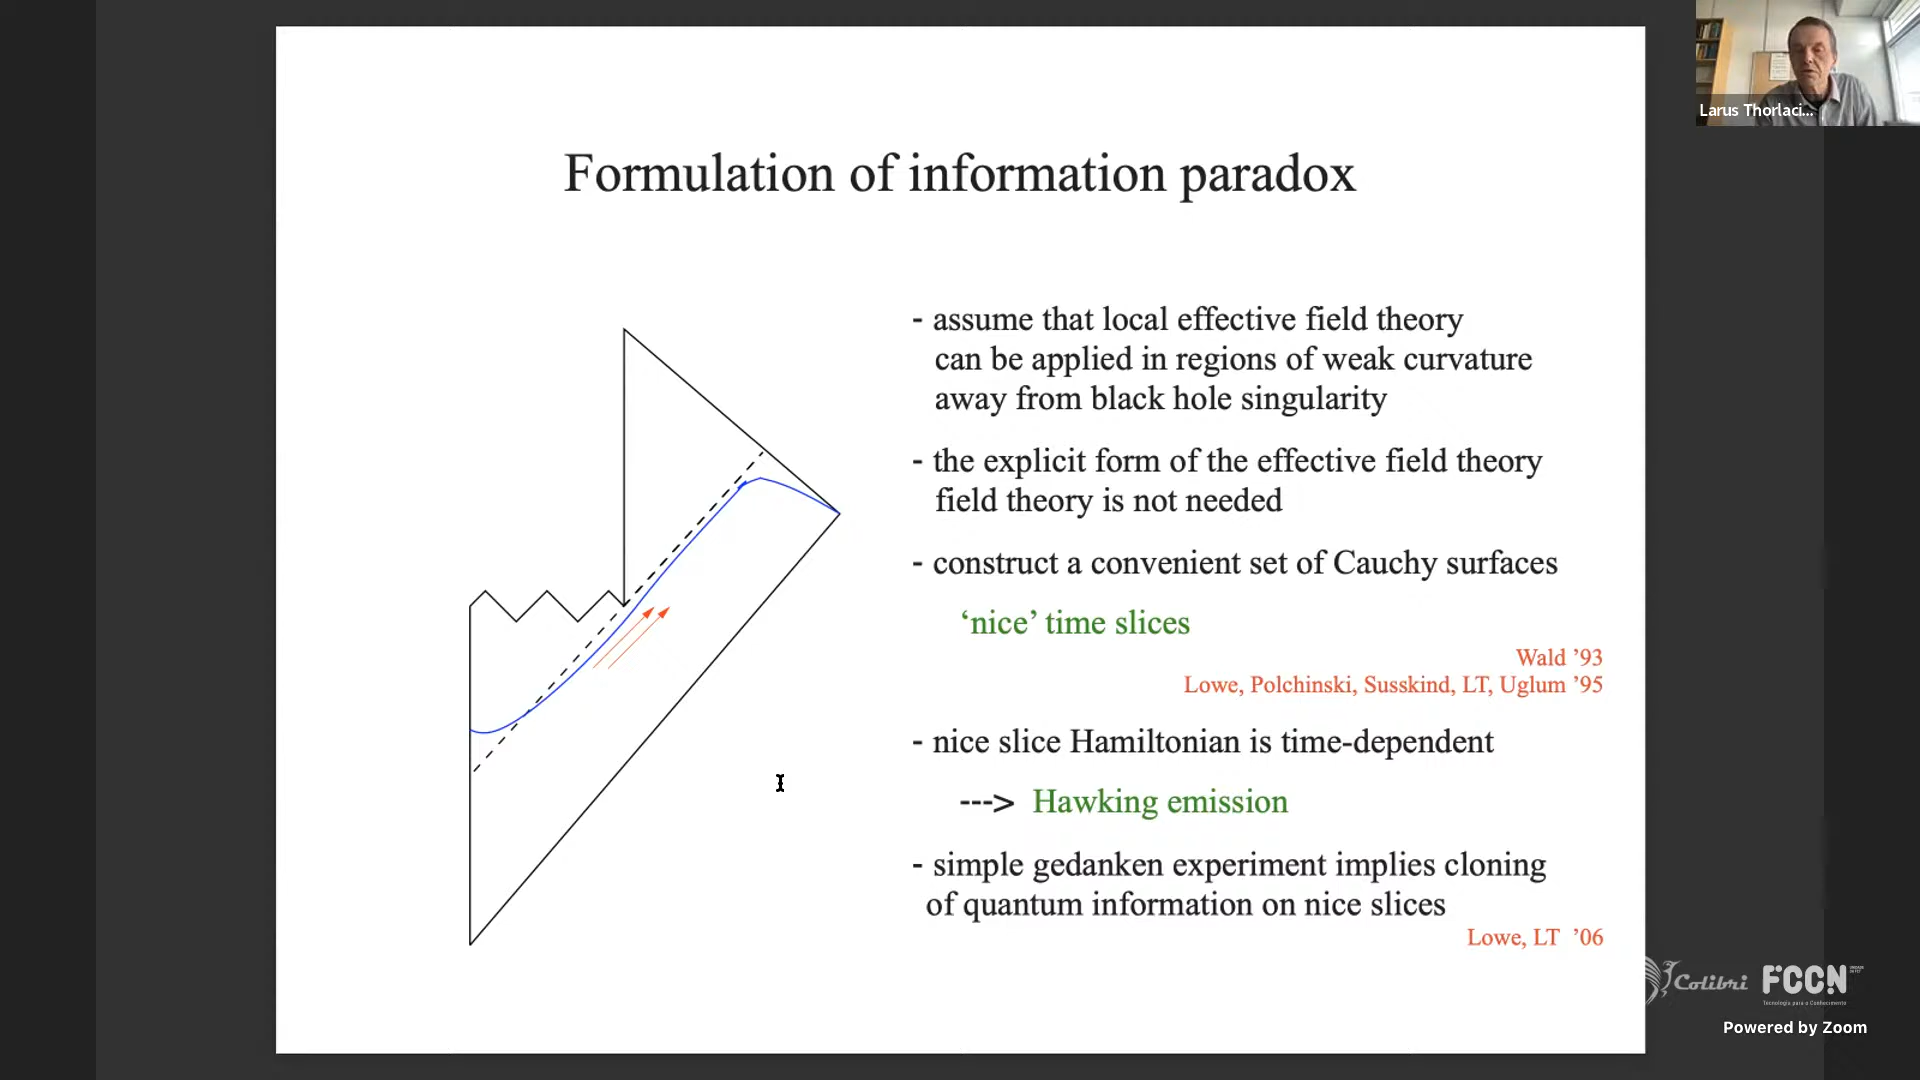 Larus Thorlaci...
Formulation of information paradox
- assume that local effective field theory
can be applied in regions of weak curvature
away from black hole singularity
- the explicit form of the effective field theory
field theory is not needed
- construct a convenient set of Cauchy surfaces
‘nice’ time slices
Wald ’93
Lowe, Polchinski, Susskind, LT, Uglum ’95
- nice slice Hamiltonian is time-dependent
---> Hawking emission
- simple gedanken experiment implies cloning
of quantum information on nice slices
Lowe, LT ’06
Colibri FCCN
Tecnologia para o Conhecimento
Powered by Zoom